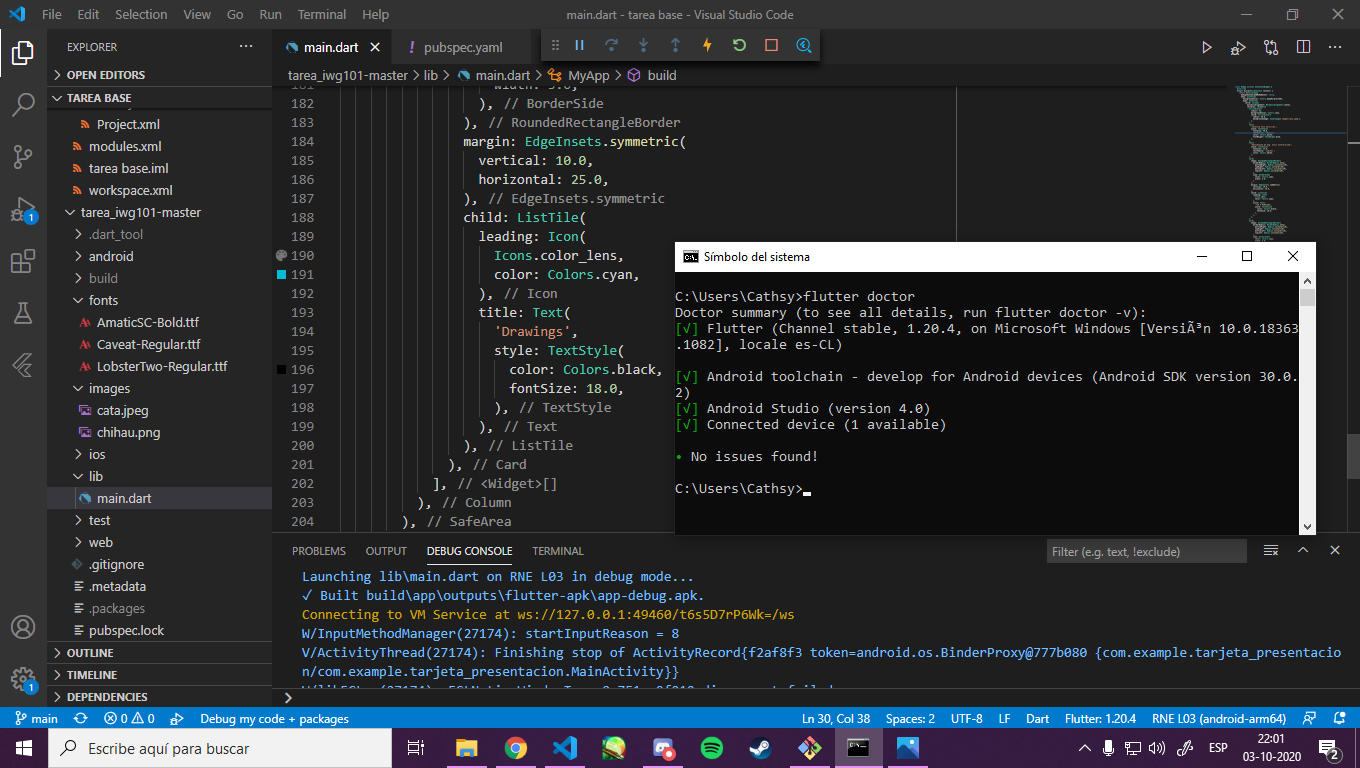 File Edit Selection View Go Run Terminal Help
main.dart - tarea base - Visual Studio Code
EXPLORER
OPEN EDITORS
TAREA BASE
Project.xml
modules.xml
tarea base.iml
workspace.xml
tarea_iwg101-master
.dart_tool
android
build
fonts
AmaticSC-Bold.ttf
Caveat-Regular.ttf
LobsterTwo-Regular.ttf
images
cata.jpeg
chihau.png
ios
lib
main.dart
test
web
.gitignore
.metadata
.packages
pubspec.lock
OUTLINE
TIMELINE
DEPENDENCIES
main.dart
pubspec.yaml
tarea_iwg101-master > lib > main.dart > MyApp > build
181 width: 5.0,
182 ), // BorderSide
183 ), // RoundedRectangleBorder
184 margin: EdgeInsets.symmetric(
185 vertical: 10.0,
186 horizontal: 25.0,
187 ), // EdgeInsets.symmetric
188 child: ListTile(
189 leading: Icon(
190 Icons.color_lens,
191 color: Colors.cyan,
192 ), // Icon
193 title: Text(
194 'Drawings',
195 style: TextStyle(
196 color: Colors.black,
197 fontSize: 18.0,
198 ), // TextStyle
199 ), // Text
200 ), // ListTile
201 ), // Card
202 ], // <Widget>[]
203 ), // Column
204 ), // SafeArea
Símbolo del sistema
C:\Users\Cathsy>flutter doctor
Doctor summary (to see all details, run flutter doctor -v):
[√] Flutter (Channel stable, 1.20.4, on Microsoft Windows [VersiÃ³n 10.0.18363
.1082], locale es-CL)
[√] Android toolchain - develop for Android devices (Android SDK version 30.0.
2)
[√] Android Studio (version 4.0)
[√] Connected device (1 available)
• No issues found!
C:\Users\Cathsy>
PROBLEMS OUTPUT DEBUG CONSOLE TERMINAL
Filter (e.g. text, !exclude)
Launching lib\main.dart on RNE L03 in debug mode...
✓ Built build\app\outputs\flutter-apk\app-debug.apk.
Connecting to VM Service at ws://127.0.0.1:49460/t6s5D7rP6Wk=/ws
W/InputMethodManager(27174): startInputReason = 8
V/ActivityThread(27174): Finishing stop of ActivityRecord{f2af8f3 token=android.os.BinderProxy@777b080 {com.example.tarjeta_presentacio
n/com.example.tarjeta_presentacion.MainActivity}}
main 0 0 Debug my code + packages
Ln 30, Col 38 Spaces: 2 UTF-8 LF Dart Flutter: 1.20.4 RNE L03 (android-arm64)
1
1
Escribe aquí para buscar
ESP
22:01
03-10-2020
2